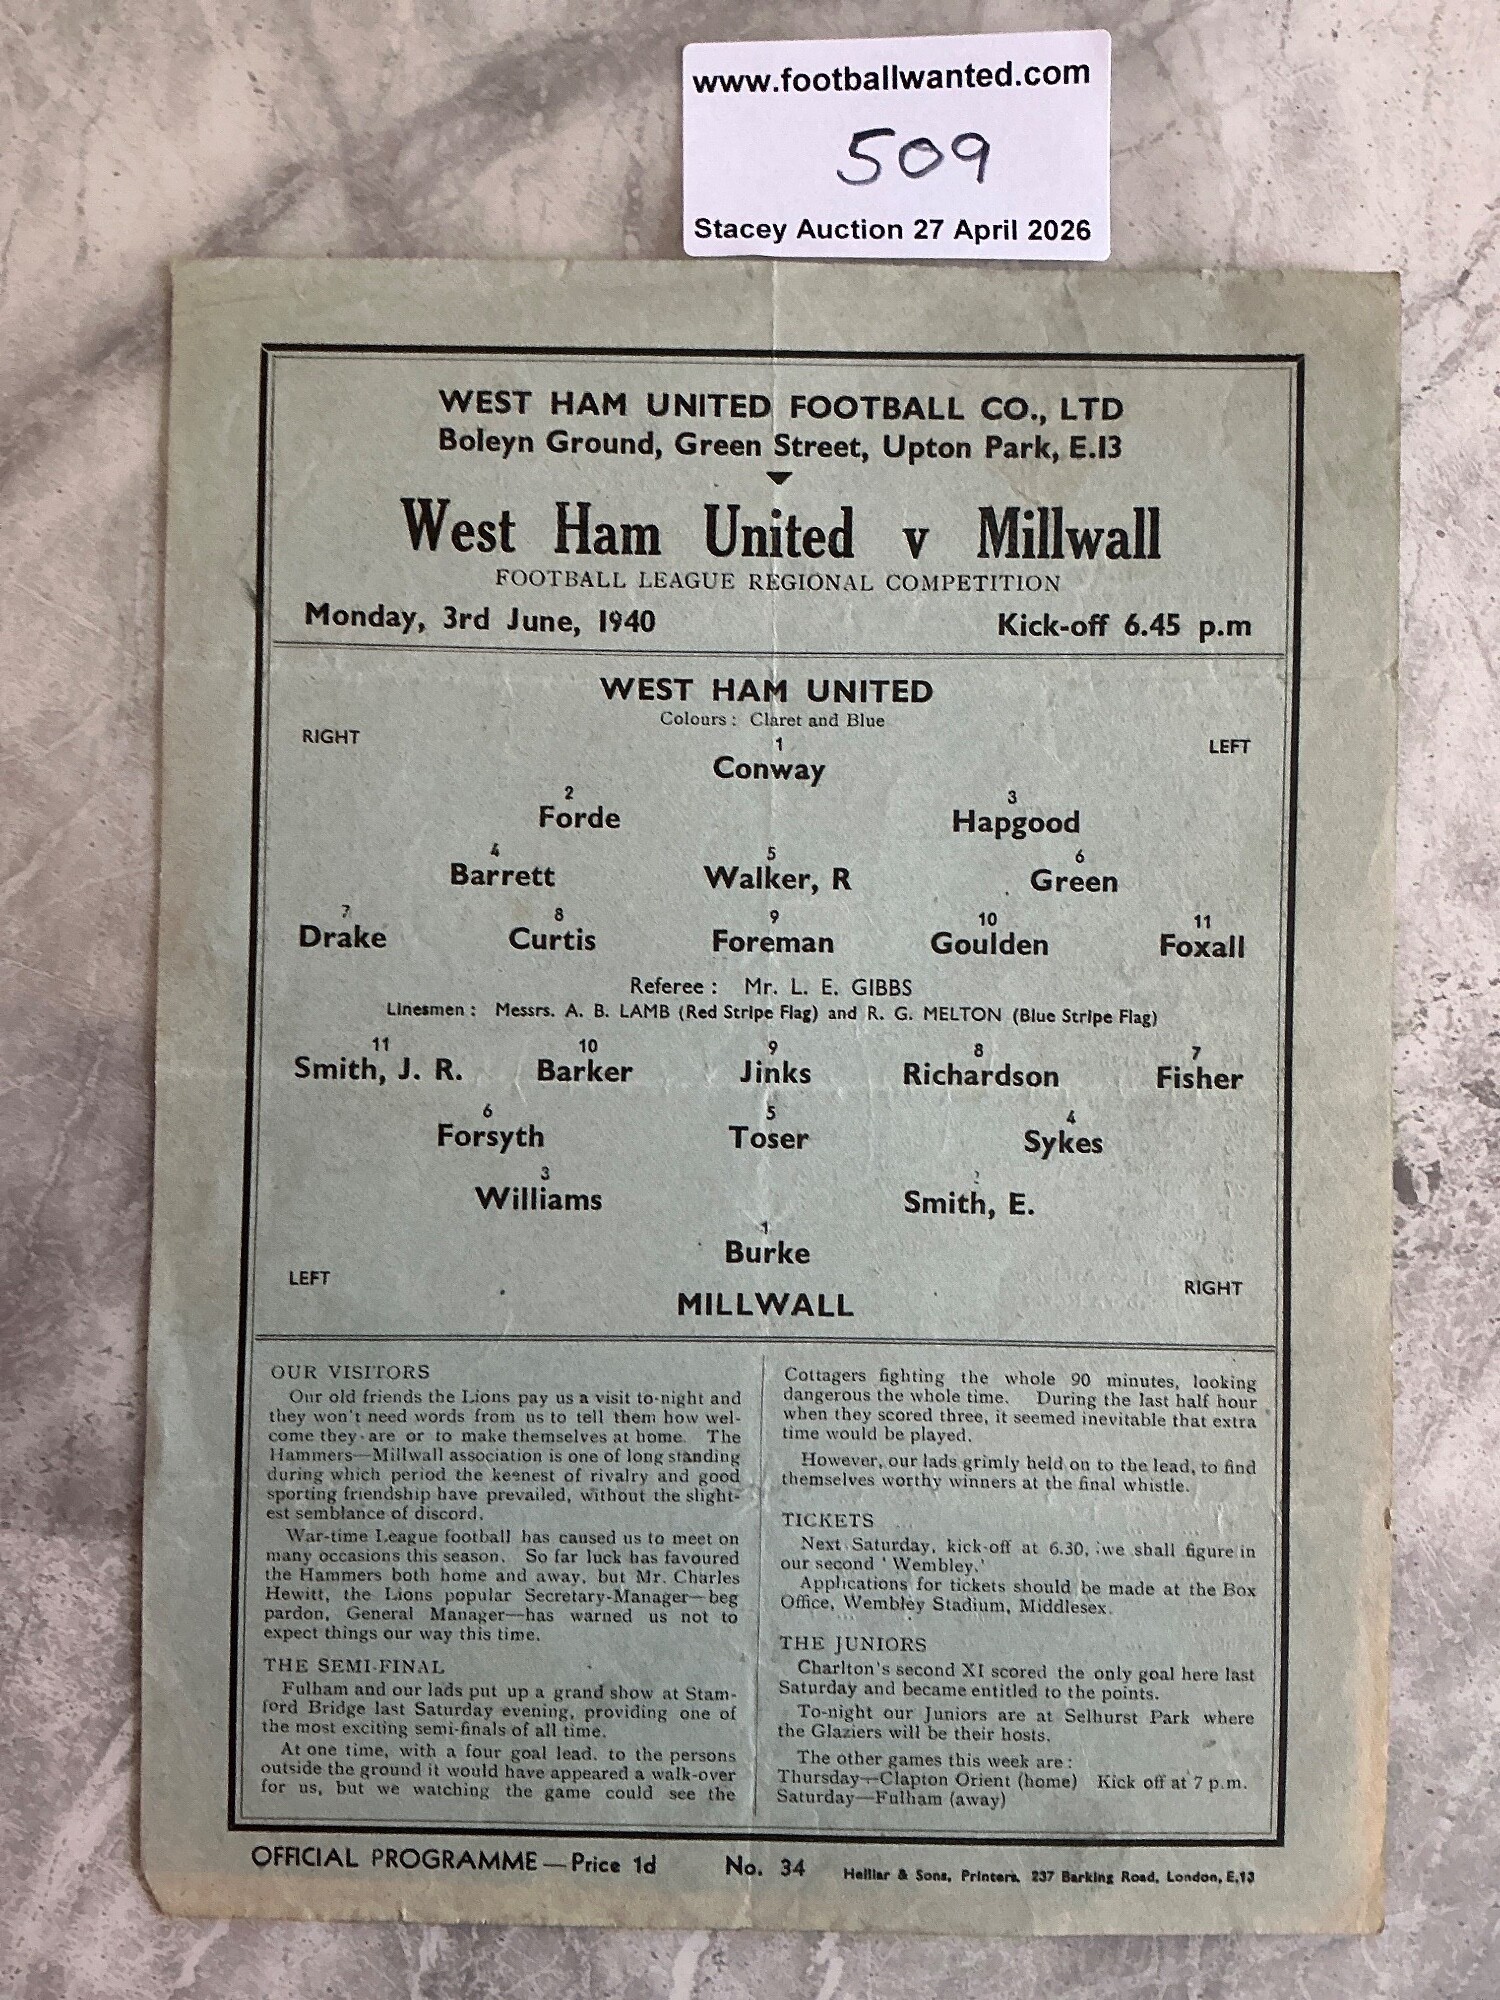 www.footballwanted.com
509
Stacey Auction 27 April 2026
WEST HAM UNITED FOOTBALL CO., LTD
Boleyn Ground, Green Street, Upton Park, E.13
West Ham United v Millwall
FOOTBALL LEAGUE REGIONAL COMPETITION
Monday, 3rd June, 1940 Kick-off 6.45 p.m
WEST HAM UNITED
Colours : Claret and Blue
RIGHT LEFT
1
Conway
2 3
Forde Hapgood
4 5 6
Barrett Walker, R Green
7 8 9 10 11
Drake Curtis Foreman Goulden Foxall
Referee : Mr. L. E. GIBBS
Linesmen : Messrs. A. B. LAMB (Red Stripe Flag) and R. G. MELTON (Blue Stripe Flag)
11 10 9 8 7
Smith, J. R. Barker Jinks Richardson Fisher
6 5 4
Forsyth Toser Sykes
3 2
Williams Smith, E.
1
Burke
LEFT RIGHT
MILLWALL
OUR VISITORS
Our old friends the Lions pay us a visit to-night and
they won't need words from us to tell them how wel-
come they are or to make themselves at home. The
Hammers—Millwall association is one of long standing
during which period the keenest of rivalry and good
sporting friendship have prevailed, without the slight-
est semblance of discord.
War-time League football has caused us to meet on
many occasions this season. So far luck has favoured
the Hammers both home and away, but Mr. Charles
Hewitt, the Lions popular Secretary-Manager—beg
pardon, General Manager—has warned us not to
expect things our way this time.
THE SEMI-FINAL
Fulham and our lads put up a grand show at Stam-
ford Bridge last Saturday evening, providing one of
the most exciting semi-finals of all time.
At one time, with a four goal lead, to the persons
outside the ground it would have appeared a walk-over
for us, but we watching the game could see the
Cottagers fighting the whole 90 minutes, looking
dangerous the whole time. During the last half hour
when they scored three, it seemed inevitable that extra
time would be played.
However, our lads grimly held on to the lead, to find
themselves worthy winners at the final whistle.
TICKETS
Next Saturday, kick-off at 6.30, we shall figure in
our second ' Wembley.'
Applications for tickets should be made at the Box
Office, Wembley Stadium, Middlesex.
THE JUNIORS
Charlton's second XI scored the only goal here last
Saturday and became entitled to the points.
To-night our Juniors are at Selhurst Park where
the Glaziers will be their hosts.
The other games this week are :
Thursday—Clapton Orient (home) Kick off at 7 p.m.
Saturday—Fulham (away)
OFFICIAL PROGRAMME—Price 1d No. 34 Helliar & Sons, Printers, 237 Barking Road, London, E.13